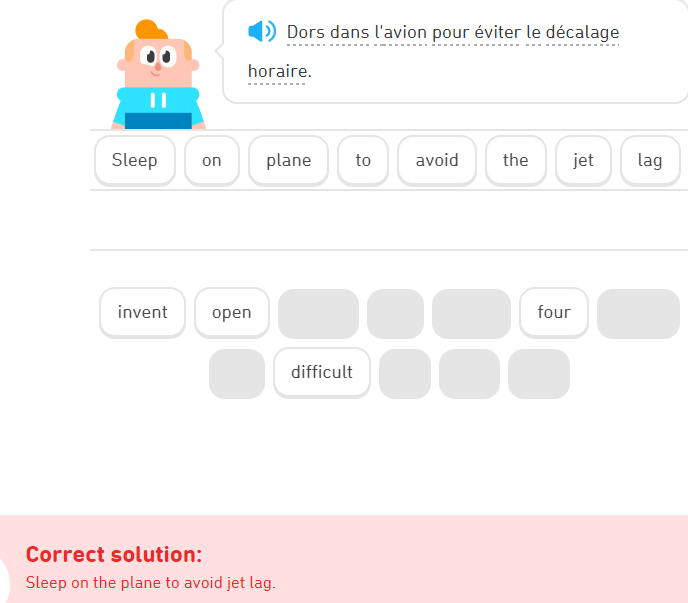 Dors dans l'avion pour éviter le décalage
horaire.
Sleep on plane to avoid the jet lag
invent open four
difficult
Correct solution:
Sleep on the plane to avoid jet lag.